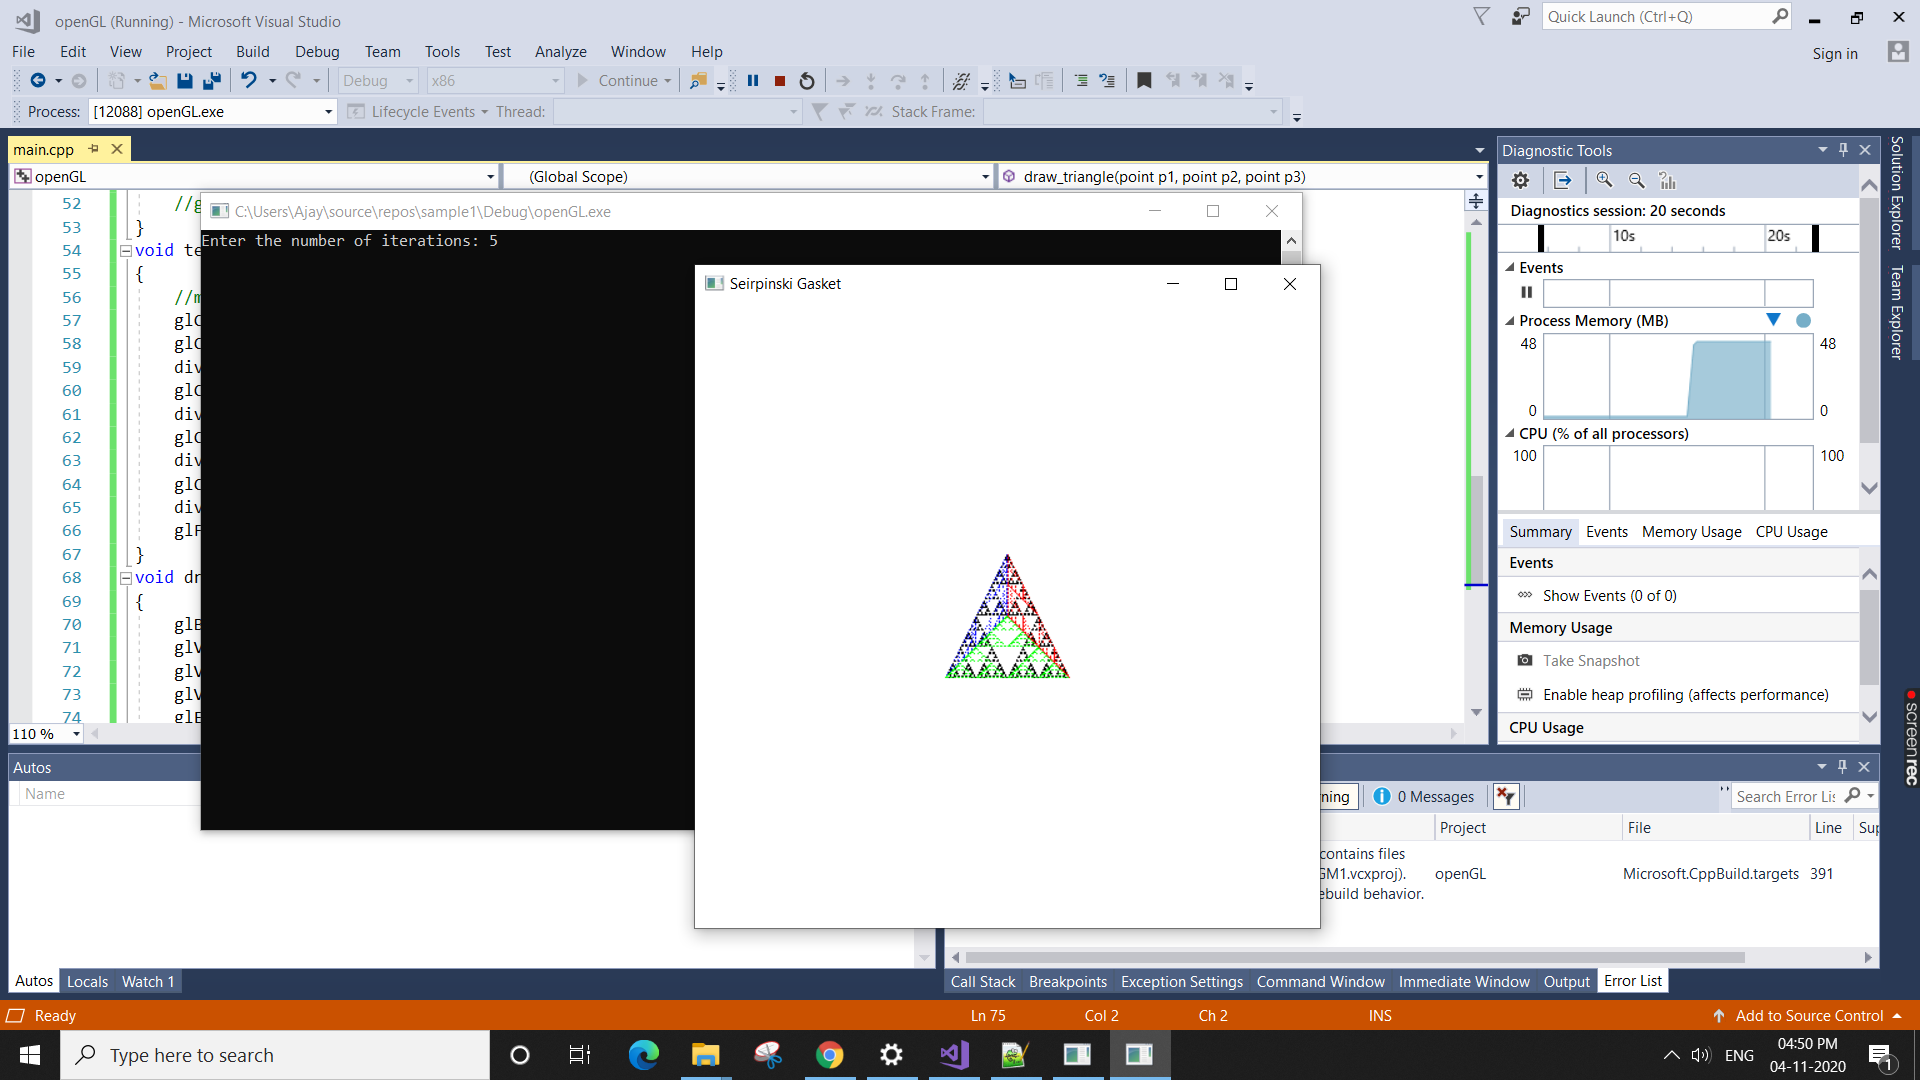 openGL (Running) - Microsoft Visual Studio
Quick Launch (Ctrl+Q)
File Edit View Project Build Debug Team Tools Test Analyze Window Help
Sign in
Debug x86 Continue
Process: [12088] openGL.exe Lifecycle Events Thread: Stack Frame:
main.cpp
openGL (Global Scope) draw_triangle(point p1, point p2, point p3)
52 //g
53 }
54 void te
55 {
56 //m
57 glC
58 glC
59 div
60 glC
61 div
62 glC
63 div
64 glC
65 div
66 glF
67 }
68 void dr
69 {
70 glB
71 glV
72 glV
73 glV
74 glE
110 %
C:\Users\Ajay\source\repos\sample1\Debug\openGL.exe
Enter the number of iterations: 5
Seirpinski Gasket
Diagnostic Tools
Diagnostics session: 20 seconds
10s 20s
Events
Process Memory (MB)
48 48
0 0
CPU (% of all processors)
100 100
Summary Events Memory Usage CPU Usage
Events
Show Events (0 of 0)
Memory Usage
Take Snapshot
Enable heap profiling (affects performance)
CPU Usage
Solution Explorer
Team Explorer
screenrec
Autos
Name
Autos Locals Watch 1
ning 0 Messages Search Error Lis
Project File Line Sup
contains files
GM1.vcxproj). openGL Microsoft.CppBuild.targets 391
ebuild behavior.
Call Stack Breakpoints Exception Settings Command Window Immediate Window Output Error List
Ready Ln 75 Col 2 Ch 2 INS Add to Source Control
Type here to search
ENG
04:50 PM
04-11-2020
1